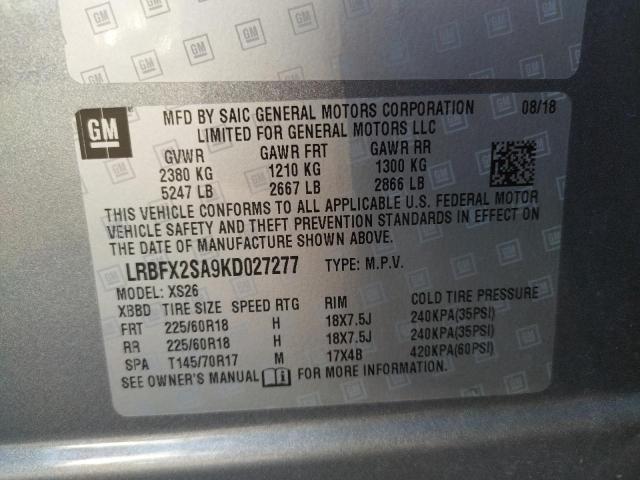 GM
MFD BY SAIC GENERAL MOTORS CORPORATION 08/18
LIMITED FOR GENERAL MOTORS LLC
GVWR GAWR FRT GAWR RR
2380 KG 1210 KG 1300 KG
5247 LB 2667 LB 2866 LB
THIS VEHICLE CONFORMS TO ALL APPLICABLE U.S. FEDERAL MOTOR
VEHICLE SAFETY AND THEFT PREVENTION STANDARDS IN EFFECT ON
THE DATE OF MANUFACTURE SHOWN ABOVE.
LRBFX2SA9KD027277 TYPE: M.P.V.
MODEL: XS26
XBBD TIRE SIZE SPEED RTG RIM COLD TIRE PRESSURE
FRT 225/60R18 H 18X7.5J 240KPA(35PSI)
RR 225/60R18 H 18X7.5J 240KPA(35PSI)
SPA T145/70R17 M 17X4B 420KPA(60PSI)
SEE OWNER'S MANUAL FOR MORE INFORMATION.